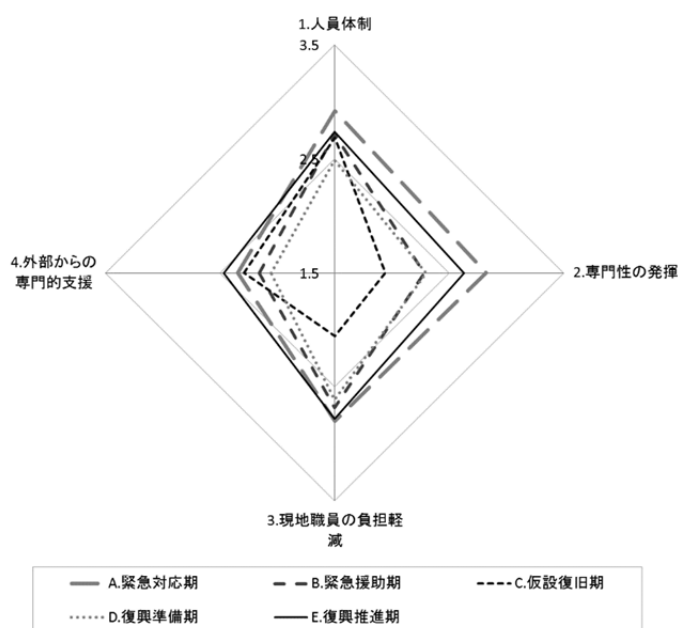 1.人員体制
3.5
2.5
4.外部からの
専門的支援
1.5
2.専門性の発揮
3.現地職員の負担軽
減
A.緊急対応期 B.緊急援助期 C.仮設復旧期
D.復興準備期 E.復興推進期